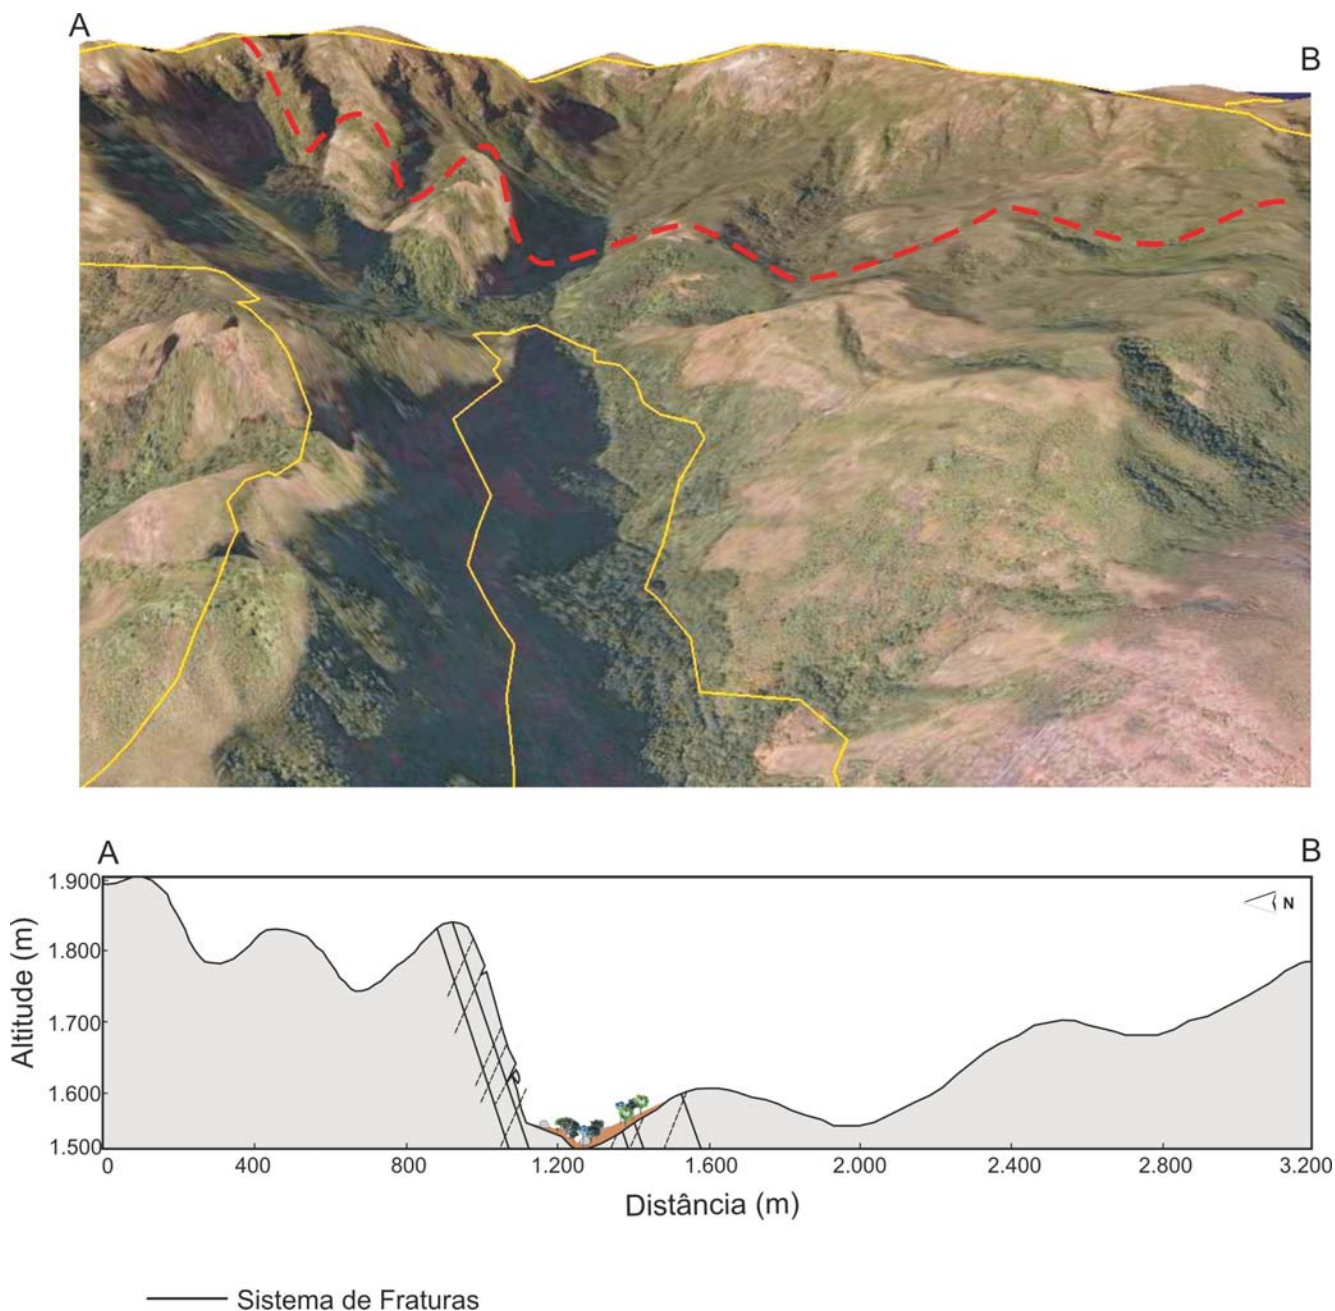 A
B
A
B
1.900
N
1.800
1.700
1.600
1.500
Altitude (m)
0 400 800 1.200 1.600 2.000 2.400 2.800 3.200
Distância (m)
Sistema de Fraturas